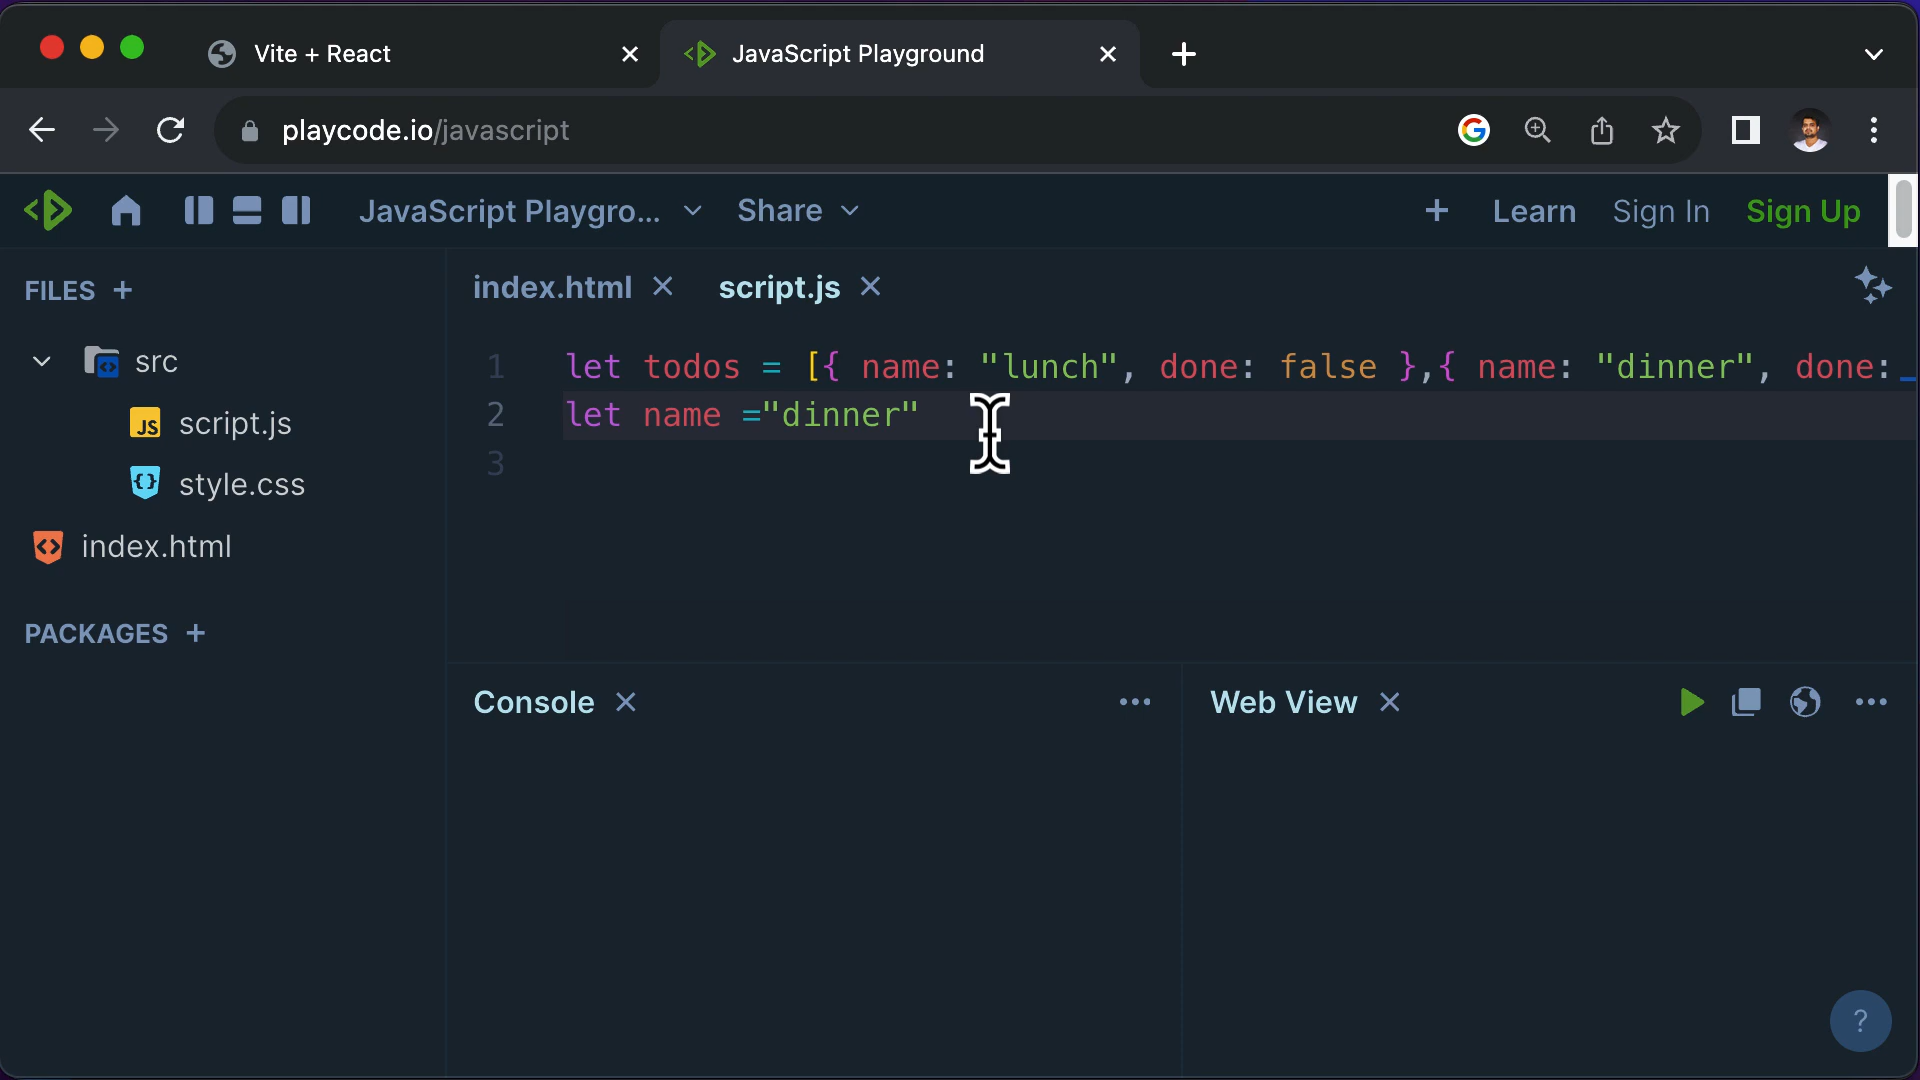 Vite + React
JavaScript Playground
playcode.io/javascript
JavaScript Playgro...
Share
Learn
Sign In
Sign Up
FILES +
index.html
script.js
src
script.js
style.css
index.html
PACKAGES +
1 let todos = [{ name: "lunch", done: false },{ name: "dinner", done:
2 let name ="dinner"
3
Console
Web View
?